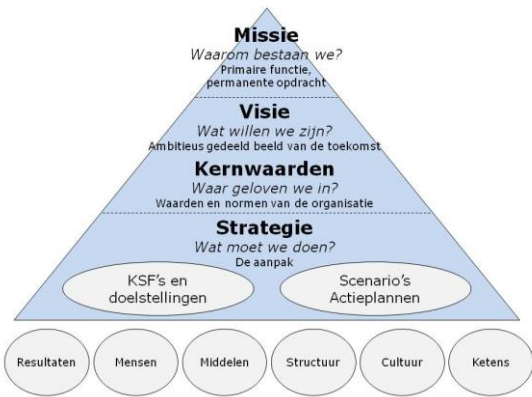 Missie
Waarom bestaan we?
Primaire functie,
permanente opdracht
Visie
Wat willen we zijn?
Ambitieus gedeeld beeld van de toekomst
Kernwaarden
Waar geloven we in?
Waarden en normen van de organisatie
Strategie
Wat moet we doen?
De aanpak
KSF's en
doelstellingen
Scenario's
Actieplannen
Resultaten
Mensen
Middelen
Structuur
Cultuur
Ketens